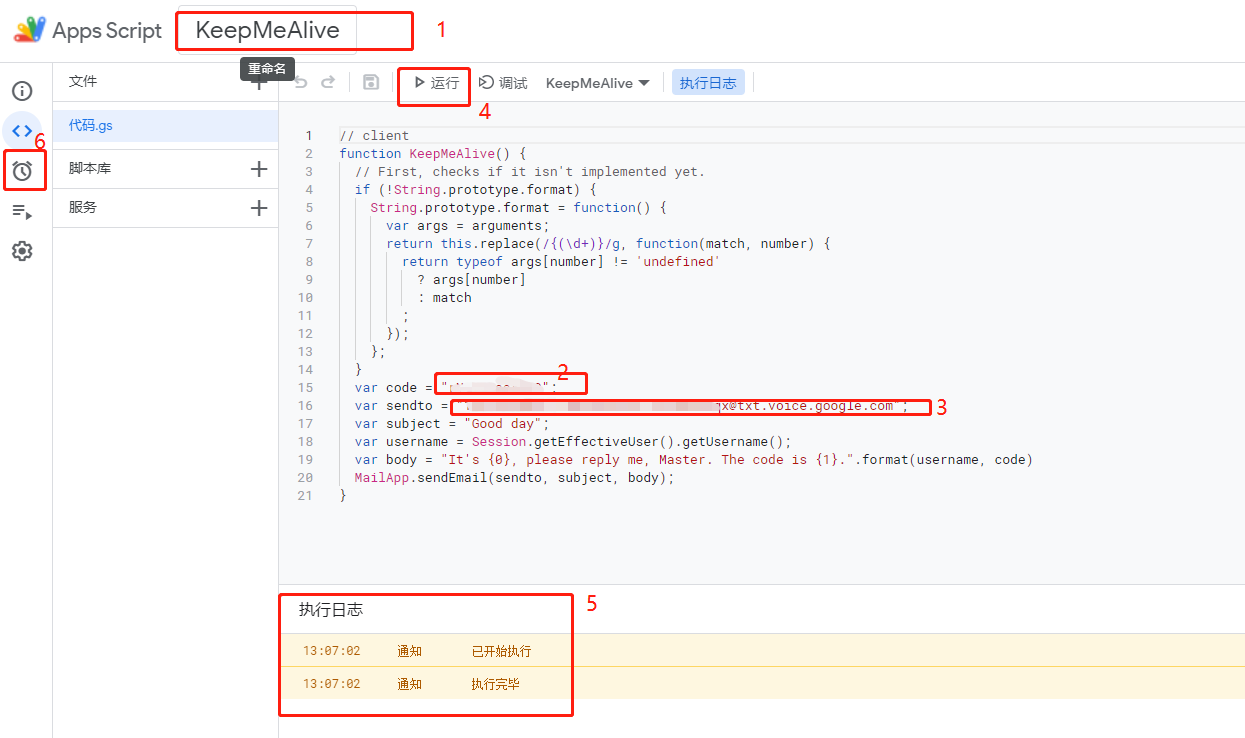 Apps Script
KeepMeAlive
1
重命名
文件
运行
调试
KeepMeAlive
执行日志
4
代码.gs
6
脚本库
服务
1 // client
2 function KeepMeAlive() {
3 // First, checks if it isn't implemented yet.
4 if (!String.prototype.format) {
5 String.prototype.format = function() {
6 var args = arguments;
7 return this.replace(/{(\d+)}/g, function(match, number) {
8 return typeof args[number] != 'undefined'
9 ? args[number]
10 : match
11 ;
12 });
13 };
14 }
15 var code = "
2
16 var sendto = "
qx@txt.voice.google.com";
3
17 var subject = "Good day";
18 var username = Session.getEffectiveUser().getUsername();
19 var body = "It's {0}, please reply me, Master. The code is {1}.".format(username, code)
20 MailApp.sendEmail(sendto, subject, body);
21 }
执行日志
5
13:07:02 通知 已开始执行
13:07:02 通知 执行完毕